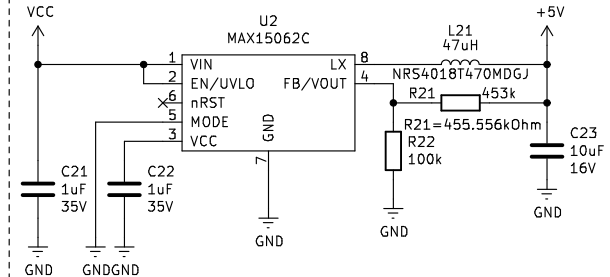 VCC
U2
MAX15062C
+5V
L21
47uH
1
VIN
LX
8
2
EN/UVLO
FB/VOUT
4
NRS4018T470MDGJ
6
nRST
R21
453k
5
MODE
GND
R21=455.556kOhm
3
VCC
7
R22
100k
C23
10uF
16V
C21
1uF
35V
C22
1uF
35V
GND
GND
GND
GND
GND
GND